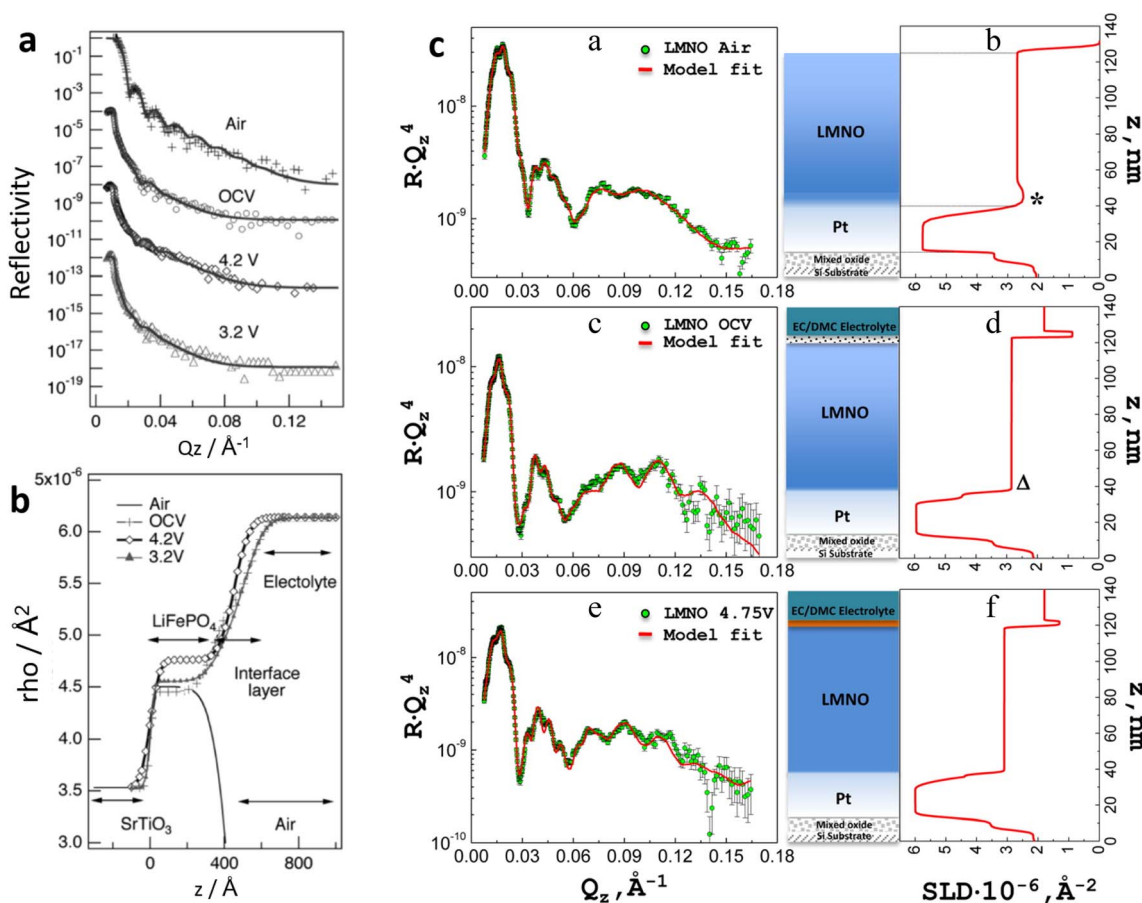 a
Reflectivity
10⁻¹
10⁻³
10⁻⁵
10⁻⁷
10⁻⁹
10⁻¹¹
10⁻¹³
10⁻¹⁵
10⁻¹⁷
10⁻¹⁹
Air
OCV
4.2 V
3.2 V
0 0.04 0.08 0.12
Qz / Å⁻¹
b
rho / Å²
5x10⁻⁶
6.0
5.5
5.0
4.5
4.0
3.5
3.0
Air
OCV
4.2V
3.2V
Electolyte
LiFePO₄
Interface
layer
SrTiO₃
Air
0 400 800
z / Å
c
a
LMNO Air
Model fit
R·Q_z⁴
10⁻⁸
10⁻⁹
0.00 0.03 0.06 0.09 0.12 0.15 0.18
LMNO
Pt
Mixed oxide
Si Substrate
b
*
6 5 4 3 2 1 0
0 20 40 60 80 100 120 140
z, nm
c
LMNO OCV
Model fit
R·Q_z⁴
10⁻⁸
10⁻⁹
0.00 0.03 0.06 0.09 0.12 0.15 0.18
EC/DMC Electrolyte
LMNO
Pt
Mixed oxide
Si Substrate
d
Δ
6 5 4 3 2 1 0
0 20 40 60 80 100 120 140
z, nm
e
LMNO 4.75V
Model fit
R·Q_z⁴
10⁻⁸
10⁻⁹
10⁻¹⁰
0.00 0.03 0.06 0.09 0.12 0.15 0.18
Q_z, Å⁻¹
EC/DMC Electrolyte
LMNO
Pt
Mixed oxide
Si Substrate
f
6 5 4 3 2 1 0
0 20 40 60 80 100 120 140
z, nm
SLD·10⁻⁶, Å⁻²